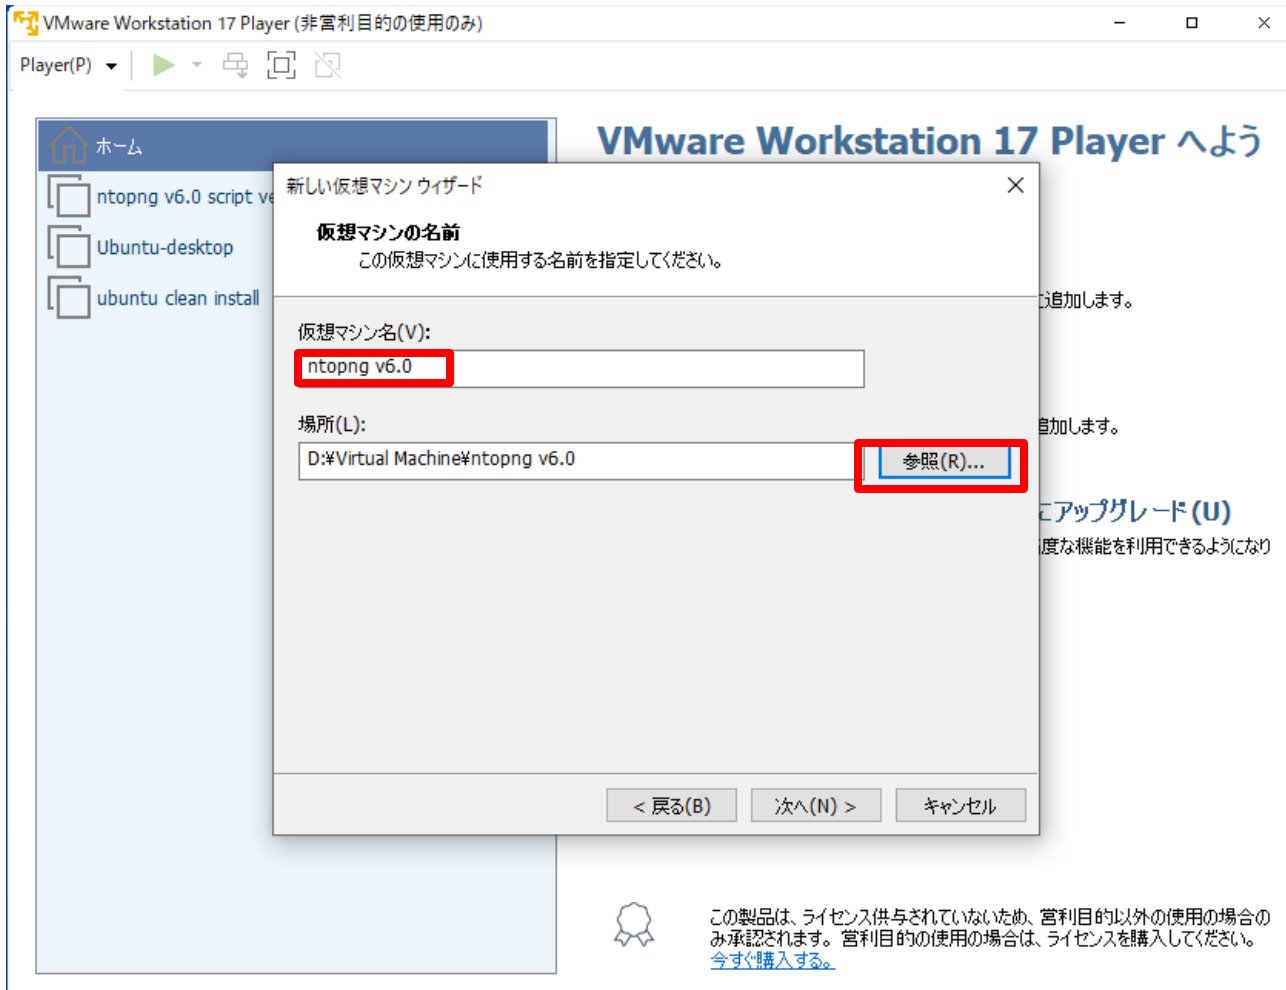 VMware Workstation 17 Player (非営利目的の使用のみ)
Player(P)
ホーム
ntopng v6.0 script ve
Ubuntu-desktop
ubuntu clean install
VMware Workstation 17 Player へよう
新しい仮想マシン ウィザード
仮想マシンの名前
この仮想マシンに使用する名前を指定してください。
仮想マシン名(V):
ntopng v6.0
場所(L):
D:¥Virtual Machine¥ntopng v6.0
参照(R)...
< 戻る(B)
次へ(N) >
キャンセル
に追加します。
追加します。
にアップグレード(U)
高度な機能を利用できるようになり
この製品は、ライセンス供与されていないため、営利目的以外の使用の場合の
み承認されます。営利目的の使用の場合は、ライセンスを購入してください。
今すぐ購入する。